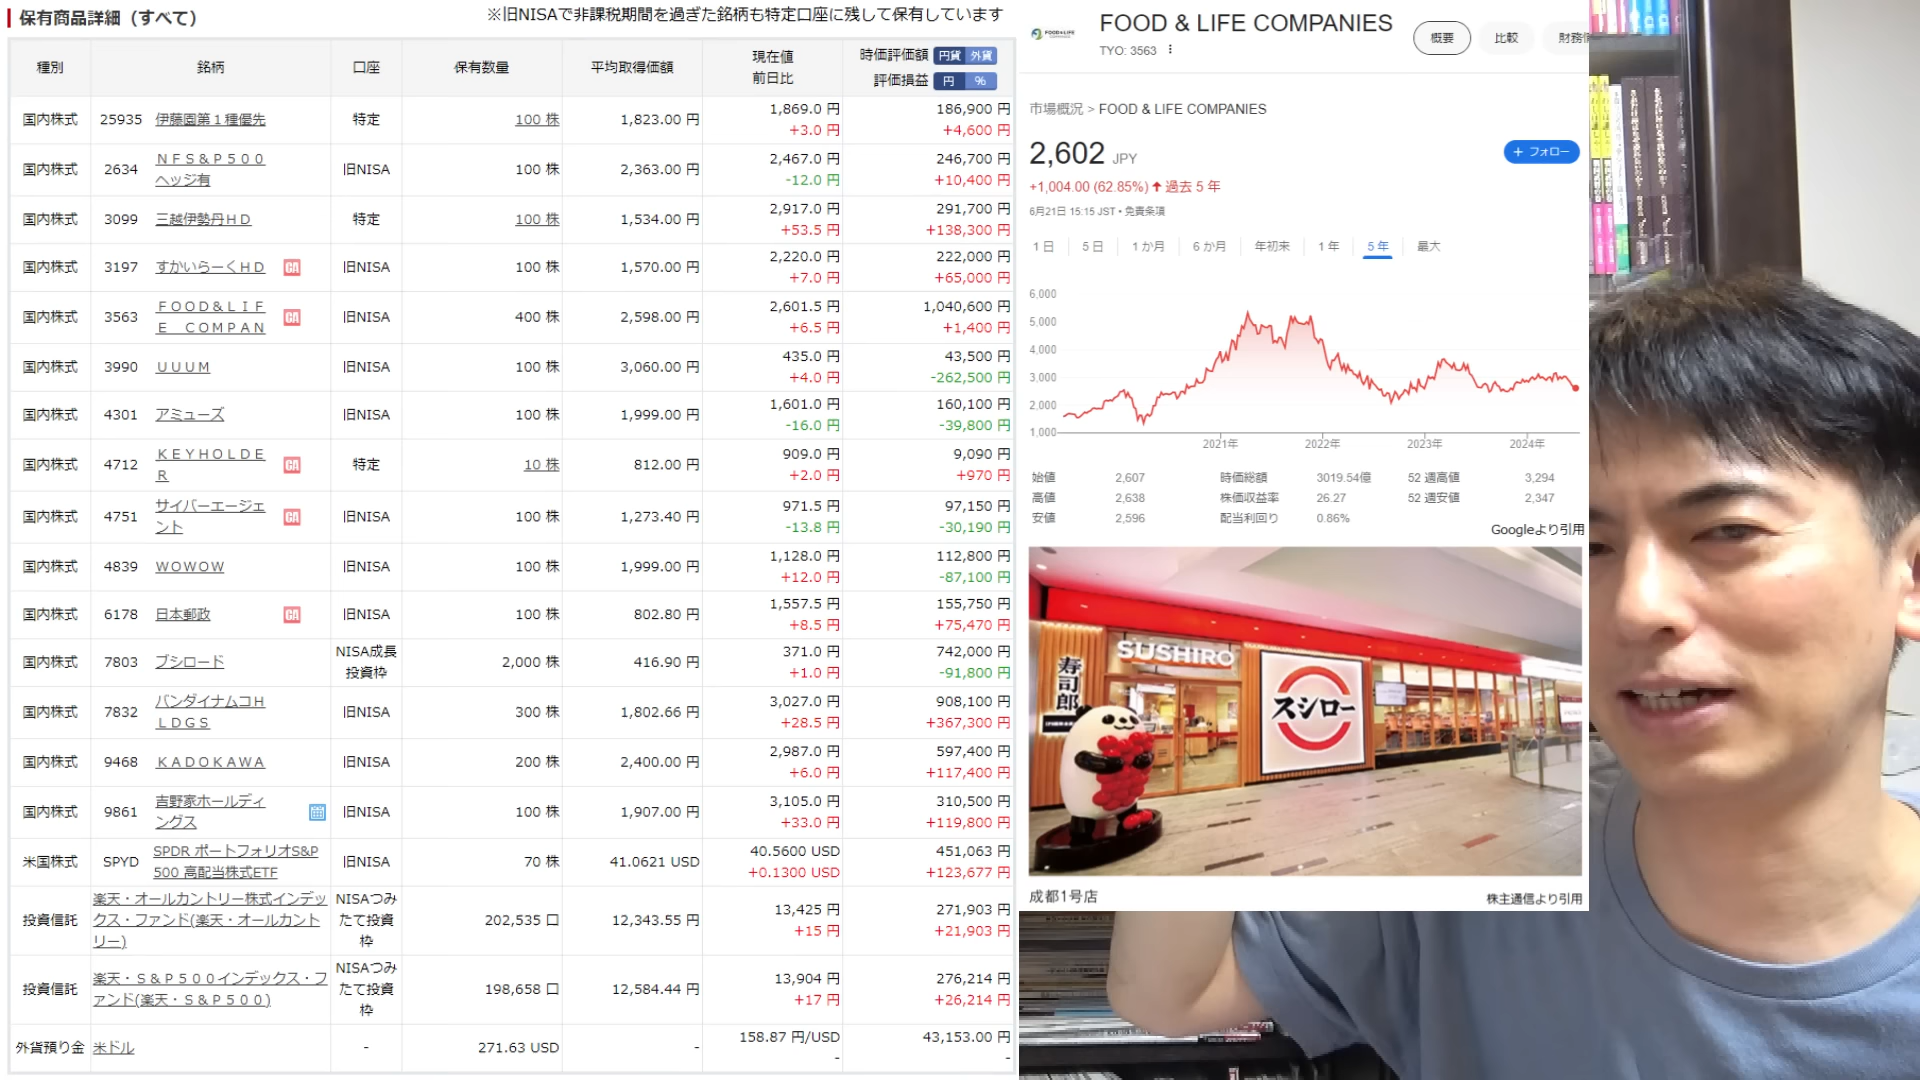 保有商品詳細（すべて）
※旧NISAで非課税期間を過ぎた銘柄も特定口座に残して保有しています
種別 銘柄 口座 保有数量 平均取得価額 現在値 時価評価額 円貨 外貨
前日比 評価損益 円 %
国内株式 25935 伊藤園第１種優先 特定 100 株 1,823.00 円 1,869.0 円 186,900 円
+3.0 円 +4,600 円
国内株式 2634 ＮＦＳ＆Ｐ５００ 旧NISA 100 株 2,363.00 円 2,467.0 円 246,700 円
ヘッジ有 -12.0 円 +10,400 円
国内株式 3099 三越伊勢丹ＨＤ 特定 100 株 1,534.00 円 2,917.0 円 291,700 円
+53.5 円 +138,300 円
国内株式 3197 すかいらーくＨＤ GA 旧NISA 100 株 1,570.00 円 2,220.0 円 222,000 円
+7.0 円 +65,000 円
国内株式 3563 ＦＯＯＤ＆ＬＩＦ GA 旧NISA 400 株 2,598.00 円 2,601.5 円 1,040,600 円
Ｅ　ＣＯＭＰＡＮ +6.5 円 +1,400 円
国内株式 3990 ＵＵＵＭ 旧NISA 100 株 3,060.00 円 435.0 円 43,500 円
+4.0 円 -262,500 円
国内株式 4301 アミューズ 旧NISA 100 株 1,999.00 円 1,601.0 円 160,100 円
-16.0 円 -39,800 円
国内株式 4712 ＫＥＹＨＯＬＤＥ GA 特定 10 株 812.00 円 909.0 円 9,090 円
Ｒ +2.0 円 +970 円
国内株式 4751 サイバーエージェ GA 旧NISA 100 株 1,273.40 円 971.5 円 97,150 円
ント -13.8 円 -30,190 円
国内株式 4839 ＷＯＷＯＷ 旧NISA 100 株 1,999.00 円 1,128.0 円 112,800 円
+12.0 円 -87,100 円
国内株式 6178 日本郵政 GA 旧NISA 100 株 802.80 円 1,557.5 円 155,750 円
+8.5 円 +75,470 円
国内株式 7803 ブシロード NISA成長 2,000 株 416.90 円 371.0 円 742,000 円
投資枠 +1.0 円 -91,800 円
国内株式 7832 バンダイナムコＨ 旧NISA 300 株 1,802.66 円 3,027.0 円 908,100 円
ＬＤＧＳ +28.5 円 +367,300 円
国内株式 9468 ＫＡＤＯＫＡＷＡ 旧NISA 200 株 2,400.00 円 2,987.0 円 597,400 円
+6.0 円 +117,400 円
国内株式 9861 吉野家ホールディ 旧NISA 100 株 1,907.00 円 3,105.0 円 310,500 円
ングス +33.0 円 +119,800 円
米国株式 SPYD SPDR ポートフォリオS&P 旧NISA 70 株 41.0621 USD 40.5600 USD 451,063 円
500 高配当株式ETF +0.1300 USD +123,677 円
投資信託 楽天・オールカントリー株式インデッ NISAつみ 202,535 口 12,343.55 円 13,425 円 271,903 円
クス・ファンド(楽天・オールカント たて投資 +15 円 +21,903 円
リー) 枠
投資信託 楽天・Ｓ＆Ｐ５００インデックス・フ NISAつみ 198,658 口 12,584.44 円 13,904 円 276,214 円
ァンド(楽天・Ｓ＆Ｐ５００) たて投資 +17 円 +26,214 円
枠
外貨預り金 米ドル - 271.63 USD - 158.87 円/USD 43,153.00 円
- -
FOOD&LIFE
FOOD & LIFE COMPANIES
TYO: 3563
概要 比較 財務
市場概況 > FOOD & LIFE COMPANIES
2,602 JPY
+ フォロー
+1,004.00 (62.85%) 過去 5 年
6月21日 15:15 JST • 免責条項
1 日 5 日 1 か月 6 か月 年初来 1 年 5 年 最大
6,000
5,000
4,000
3,000
2,000
1,000
2021年 2022年 2023年 2024年
始値 2,607 時価総額 3019.54億 52 週高値 3,294
高値 2,638 株価収益率 26.27 52 週安値 2,347
安値 2,596 配当利回り 0.86%
Googleより引用
SUSHIRO
寿司郎
スシロー
成都1号店
株主通信より引用